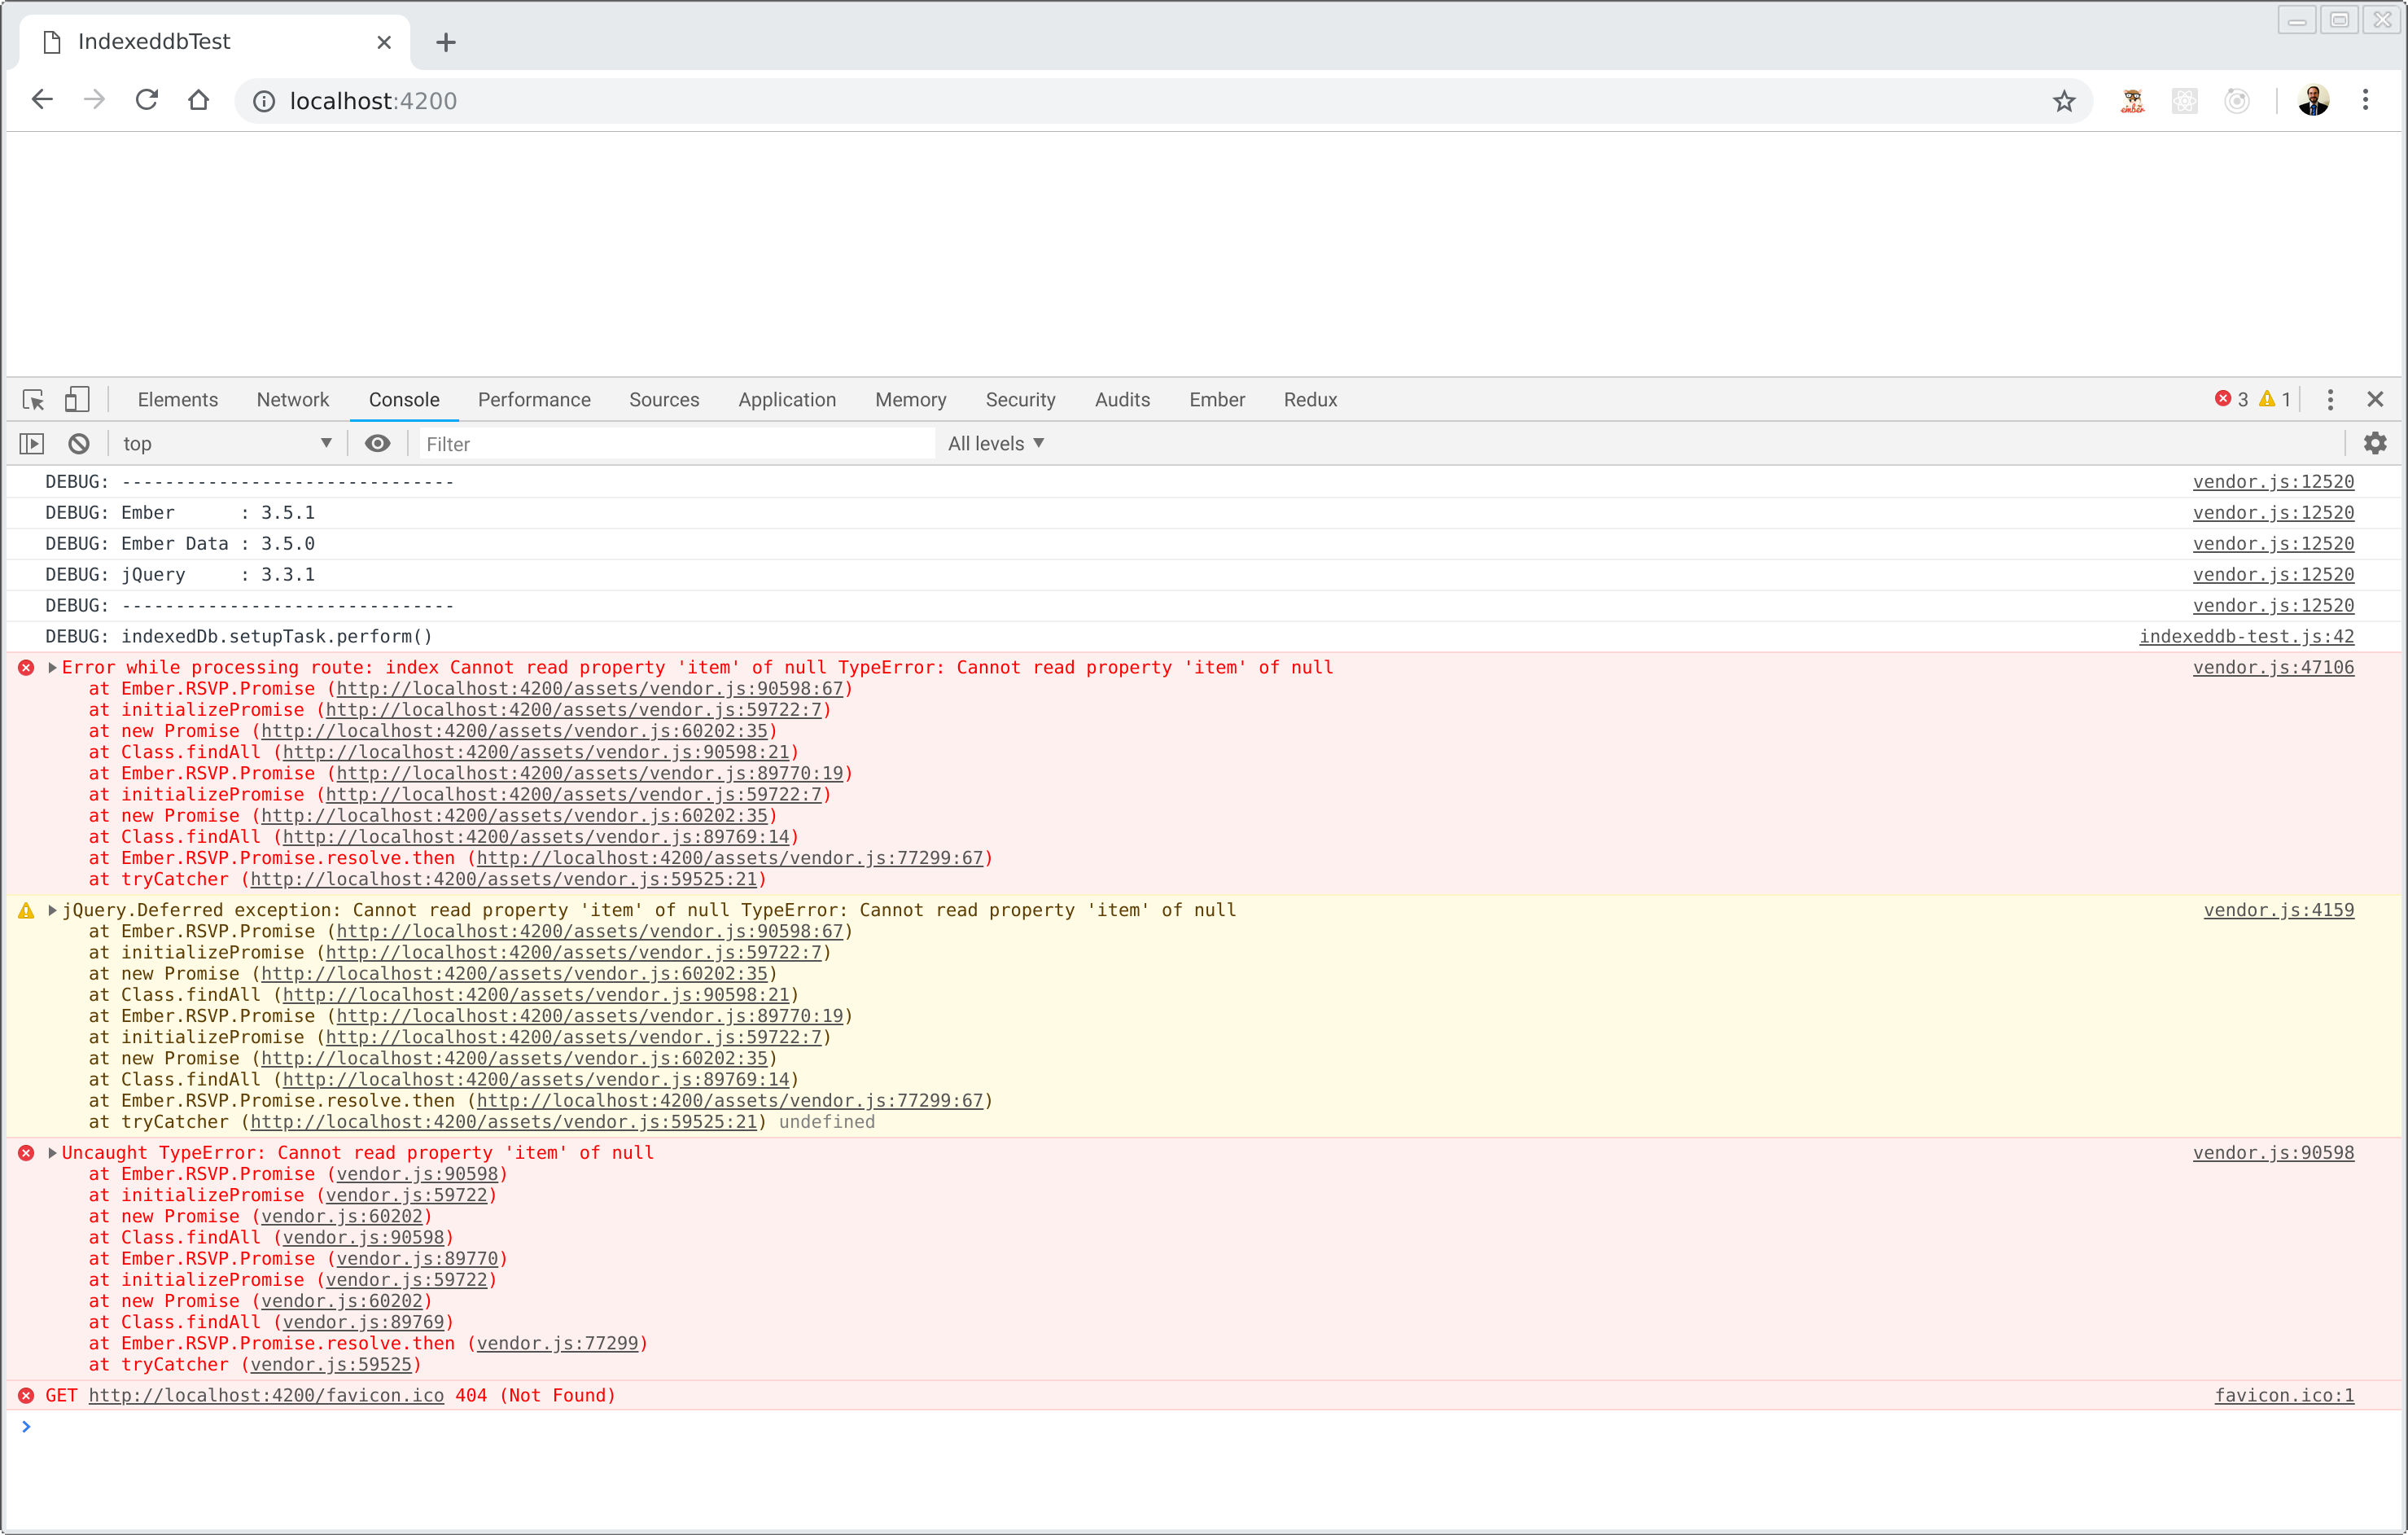 IndexeddbTest
localhost:4200
ember
Elements Network Console Performance Sources Application Memory Security Audits Ember Redux 3 1
top Filter All levels
DEBUG: ------------------------------- vendor.js:12520
DEBUG: Ember      : 3.5.1 vendor.js:12520
DEBUG: Ember Data : 3.5.0 vendor.js:12520
DEBUG: jQuery     : 3.3.1 vendor.js:12520
DEBUG: ------------------------------- vendor.js:12520
DEBUG: indexedDb.setupTask.perform() indexeddb-test.js:42
Error while processing route: index Cannot read property 'item' of null TypeError: Cannot read property 'item' of null vendor.js:47106
at Ember.RSVP.Promise (http://localhost:4200/assets/vendor.js:90598:67)
at initializePromise (http://localhost:4200/assets/vendor.js:59722:7)
at new Promise (http://localhost:4200/assets/vendor.js:60202:35)
at Class.findAll (http://localhost:4200/assets/vendor.js:90598:21)
at Ember.RSVP.Promise (http://localhost:4200/assets/vendor.js:89770:19)
at initializePromise (http://localhost:4200/assets/vendor.js:59722:7)
at new Promise (http://localhost:4200/assets/vendor.js:60202:35)
at Class.findAll (http://localhost:4200/assets/vendor.js:89769:14)
at Ember.RSVP.Promise.resolve.then (http://localhost:4200/assets/vendor.js:77299:67)
at tryCatcher (http://localhost:4200/assets/vendor.js:59525:21)
jQuery.Deferred exception: Cannot read property 'item' of null TypeError: Cannot read property 'item' of null vendor.js:4159
at Ember.RSVP.Promise (http://localhost:4200/assets/vendor.js:90598:67)
at initializePromise (http://localhost:4200/assets/vendor.js:59722:7)
at new Promise (http://localhost:4200/assets/vendor.js:60202:35)
at Class.findAll (http://localhost:4200/assets/vendor.js:90598:21)
at Ember.RSVP.Promise (http://localhost:4200/assets/vendor.js:89770:19)
at initializePromise (http://localhost:4200/assets/vendor.js:59722:7)
at new Promise (http://localhost:4200/assets/vendor.js:60202:35)
at Class.findAll (http://localhost:4200/assets/vendor.js:89769:14)
at Ember.RSVP.Promise.resolve.then (http://localhost:4200/assets/vendor.js:77299:67)
at tryCatcher (http://localhost:4200/assets/vendor.js:59525:21) undefined
Uncaught TypeError: Cannot read property 'item' of null vendor.js:90598
at Ember.RSVP.Promise (vendor.js:90598)
at initializePromise (vendor.js:59722)
at new Promise (vendor.js:60202)
at Class.findAll (vendor.js:90598)
at Ember.RSVP.Promise (vendor.js:89770)
at initializePromise (vendor.js:59722)
at new Promise (vendor.js:60202)
at Class.findAll (vendor.js:89769)
at Ember.RSVP.Promise.resolve.then (vendor.js:77299)
at tryCatcher (vendor.js:59525)
GET http://localhost:4200/favicon.ico 404 (Not Found) favicon.ico:1